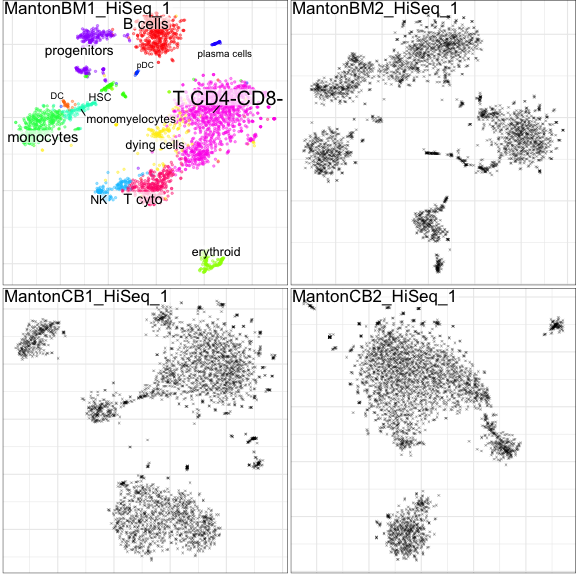 MantonBM1_HiSeq_1
MantonBM2_HiSeq_1
B cells
progenitors
plasma cells
pDC
DC
HSC
T CD4-CD8-
monomyelocytes
monocytes
dying cells
NK
T cyto
erythroid
MantonCB1_HiSeq_1
MantonCB2_HiSeq_1